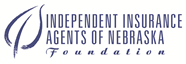 INDEPENDENT INSURANCE
AGENTS OF NEBRASKA
Foundation